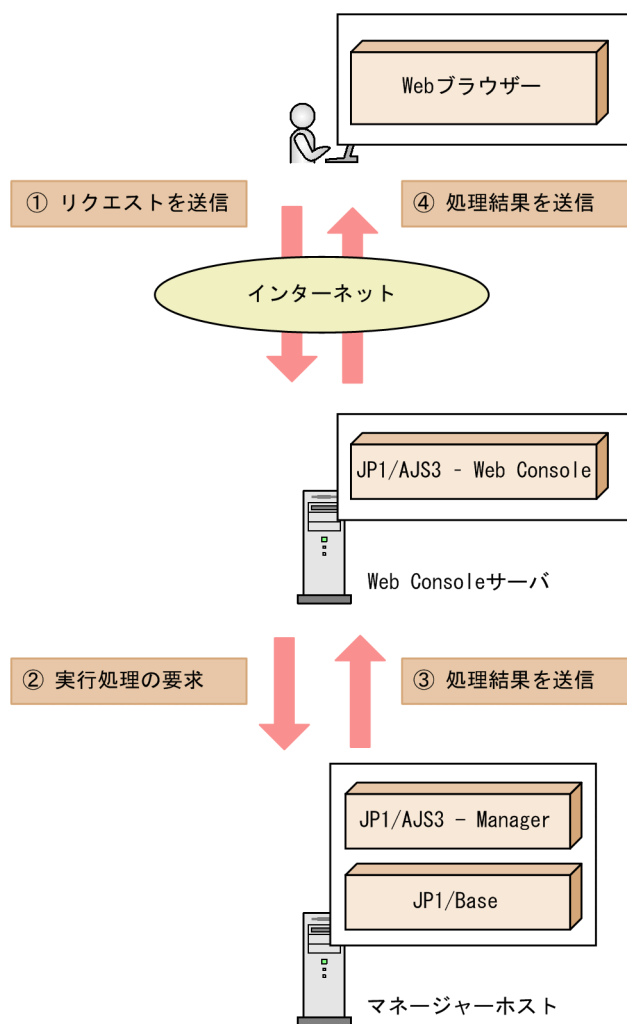 Webブラウザー
① リクエストを送信
④ 処理結果を送信
インターネット
JP1/AJS3 - Web Console
Web Consoleサーバ
② 実行処理の要求
③ 処理結果を送信
JP1/AJS3 − Manager
JP1/Base
マネージャーホスト